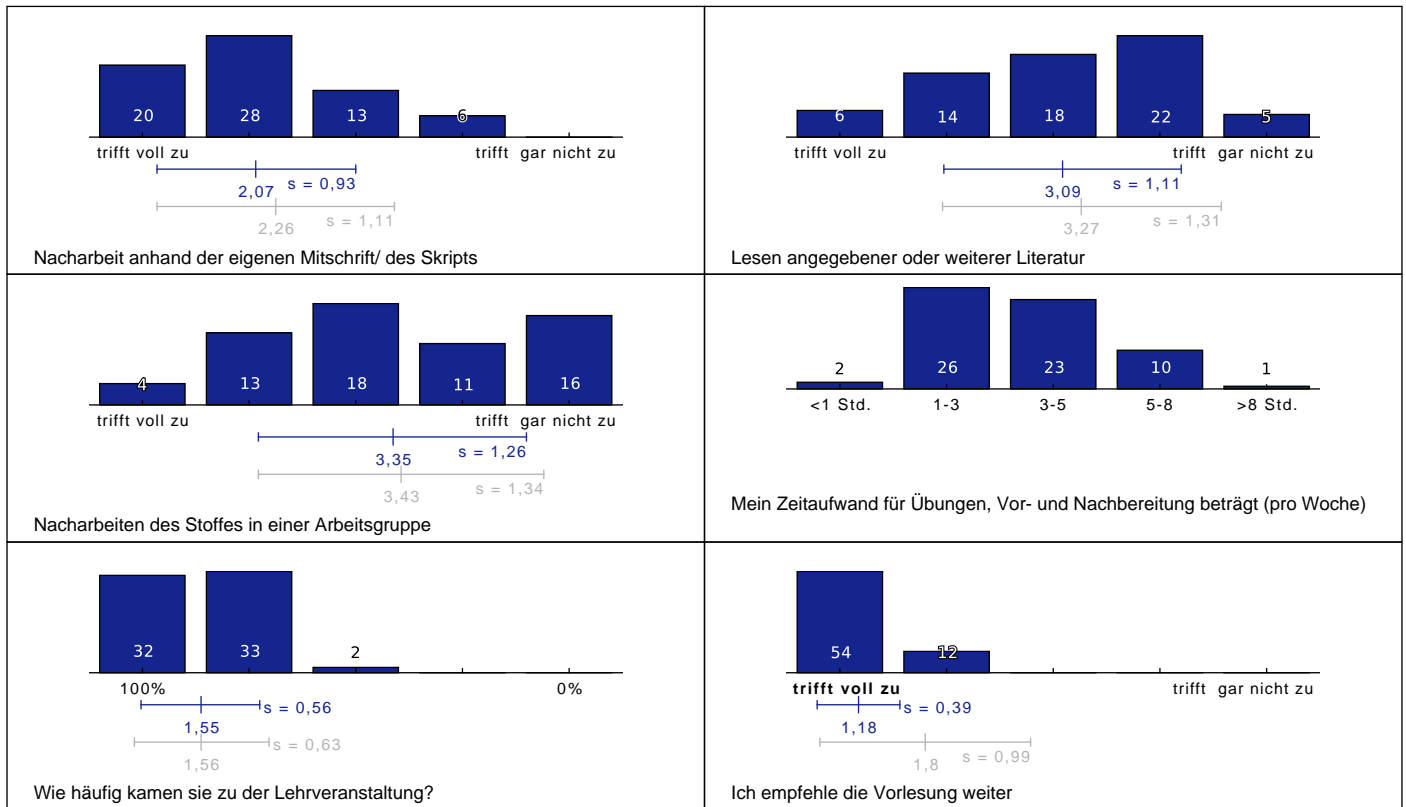 20 28 13 6
trifft voll zu trifft gar nicht zu
s = 0,93
2,07
s = 1,11
2,26
Nacharbeit anhand der eigenen Mitschrift/ des Skripts
6 14 18 22 5
trifft voll zu trifft gar nicht zu
s = 1,11
3,09
s = 1,31
3,27
Lesen angegebener oder weiterer Literatur
4 13 18 11 16
trifft voll zu trifft gar nicht zu
s = 1,26
3,35
s = 1,34
3,43
Nacharbeiten des Stoffes in einer Arbeitsgruppe
2 26 23 10 1
<1 Std. 1-3 3-5 5-8 >8 Std.
Mein Zeitaufwand für Übungen, Vor- und Nachbereitung beträgt (pro Woche)
32 33 2
100% 0%
s = 0,56
1,55
s = 0,63
1,56
Wie häufig kamen sie zu der Lehrveranstaltung?
54 12
trifft voll zu trifft gar nicht zu
s = 0,39
1,18
s = 0,99
1,8
Ich empfehle die Vorlesung weiter